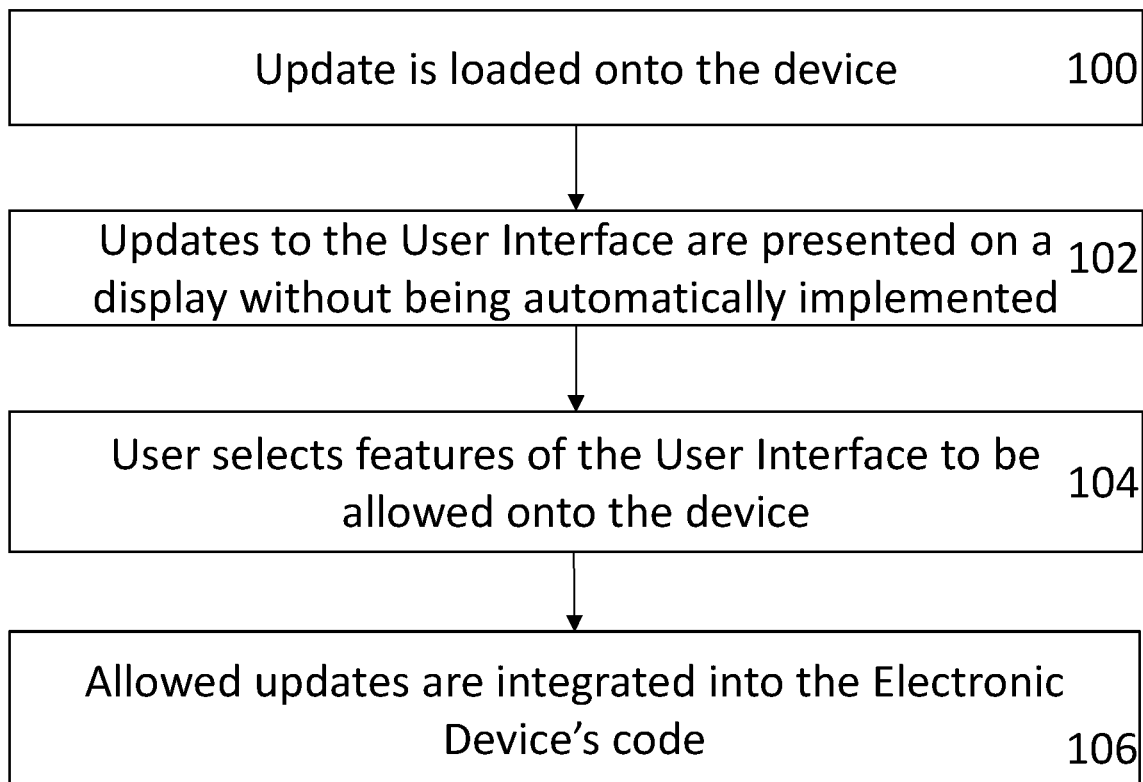 Update is loaded onto the device 100
Updates to the User Interface are presented on a 102
display without being automatically implemented
User selects features of the User Interface to be 104
allowed onto the device
Allowed updates are integrated into the Electronic
Device’s code 106